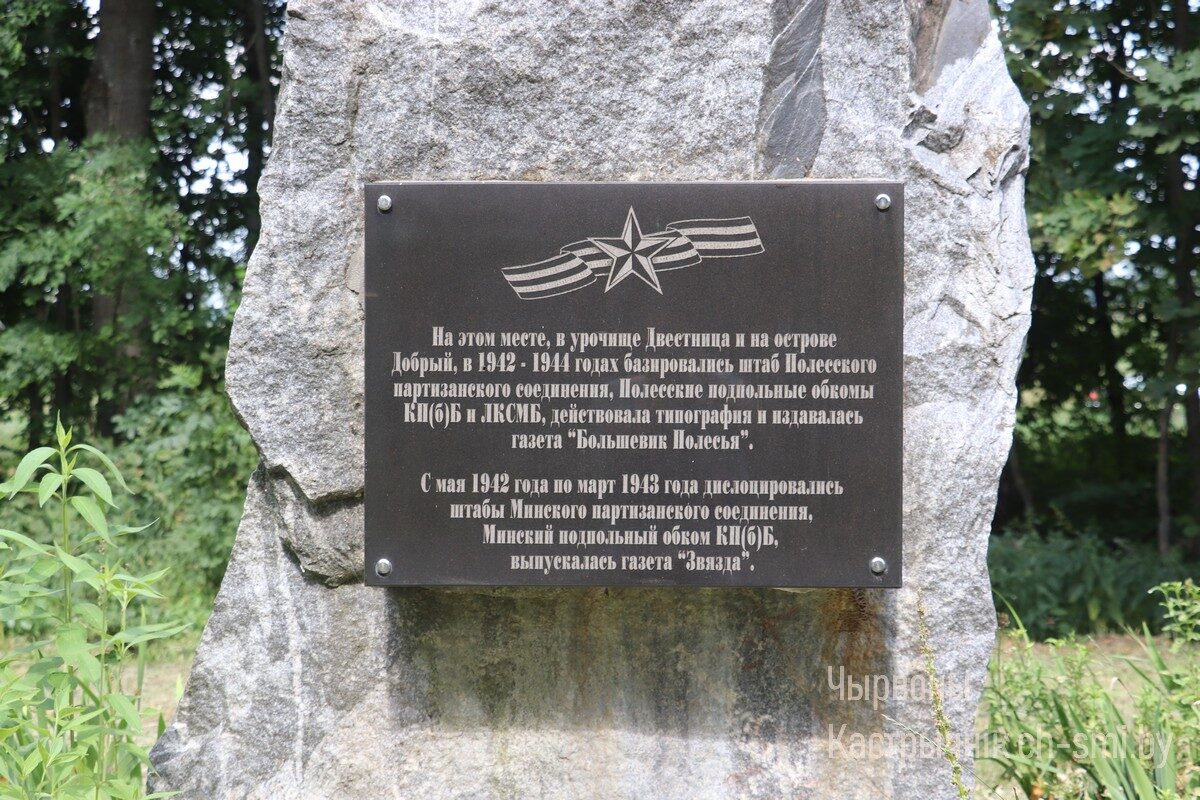 На этом месте, в урочище Двестница и на острове
Добрый, в 1942 - 1944 годах базировались штаб Полесского
партизанского соединения, Полесские подпольные обкомы
КП(б)Б и ЛКСМБ, действовала типография и издавалась
газета “Большевик Полесья”.
С мая 1942 года по март 1943 года дислоцировались
штабы Минского партизанского соединения,
Минский подпольный обком КП(б)Б,
выпускалась газета “Звязда”.
Чырвоны
Кастрычнік ch-smi.by